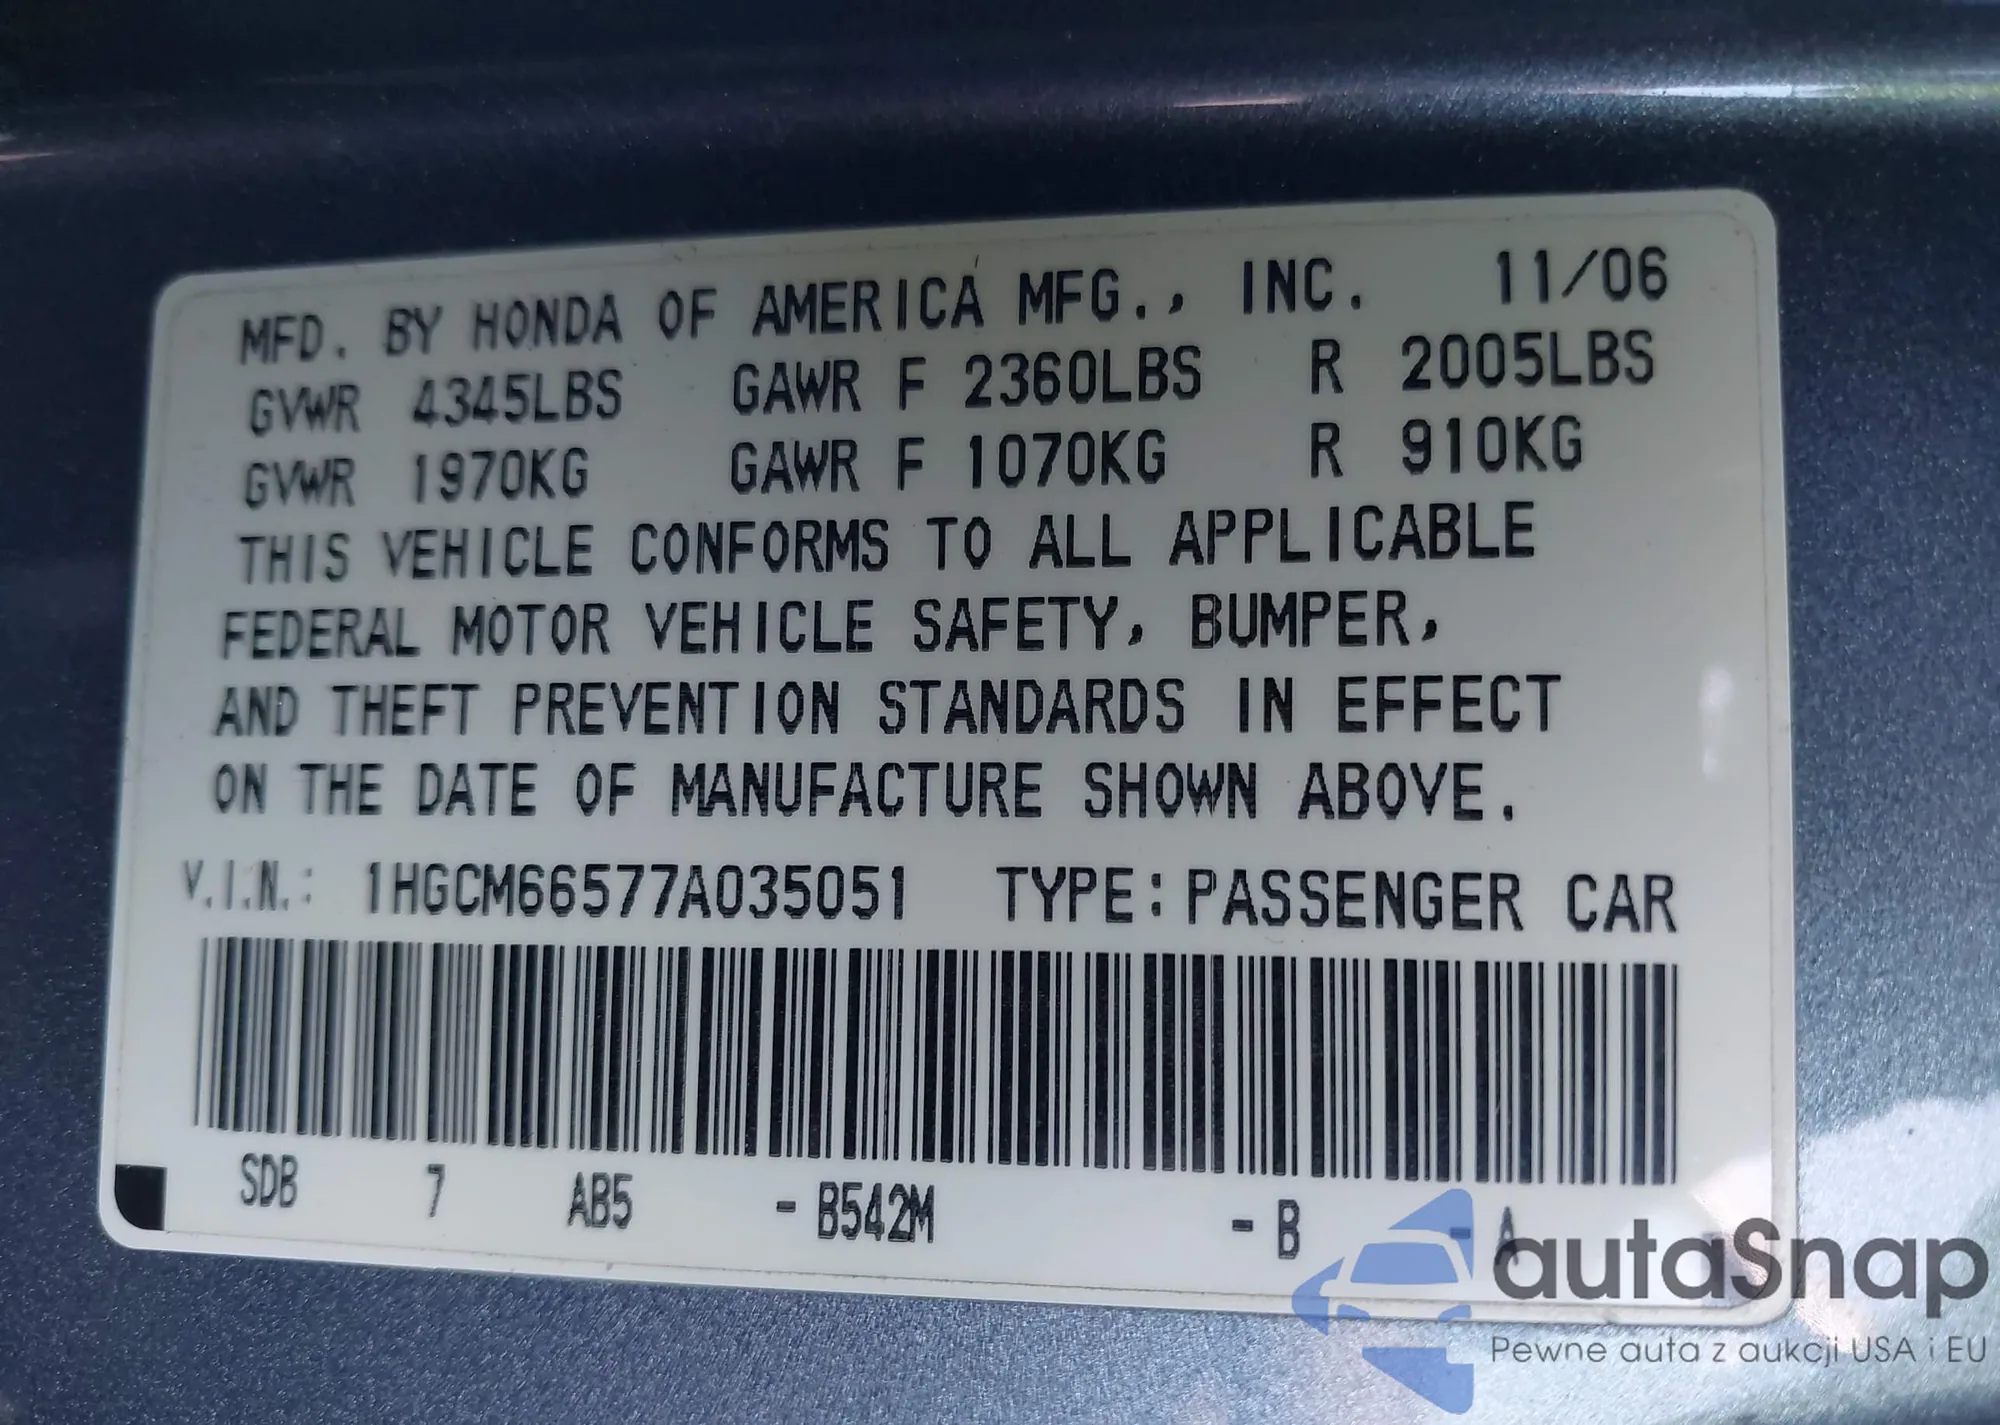 MFD. BY HONDA OF AMERICA MFG., INC. 11/06
GVWR 4345LBS GAWR F 2360LBS R 2005LBS
GVWR 1970KG GAWR F 1070KG R 910KG
THIS VEHICLE CONFORMS TO ALL APPLICABLE
FEDERAL MOTOR VEHICLE SAFETY, BUMPER,
AND THEFT PREVENTION STANDARDS IN EFFECT
ON THE DATE OF MANUFACTURE SHOWN ABOVE.
V.I.N.: 1HGCM66577A035051 TYPE: PASSENGER CAR
SDB 7 AB5 - B542M - B - A
autaSnap
Pewne auta z aukcji USA i EU